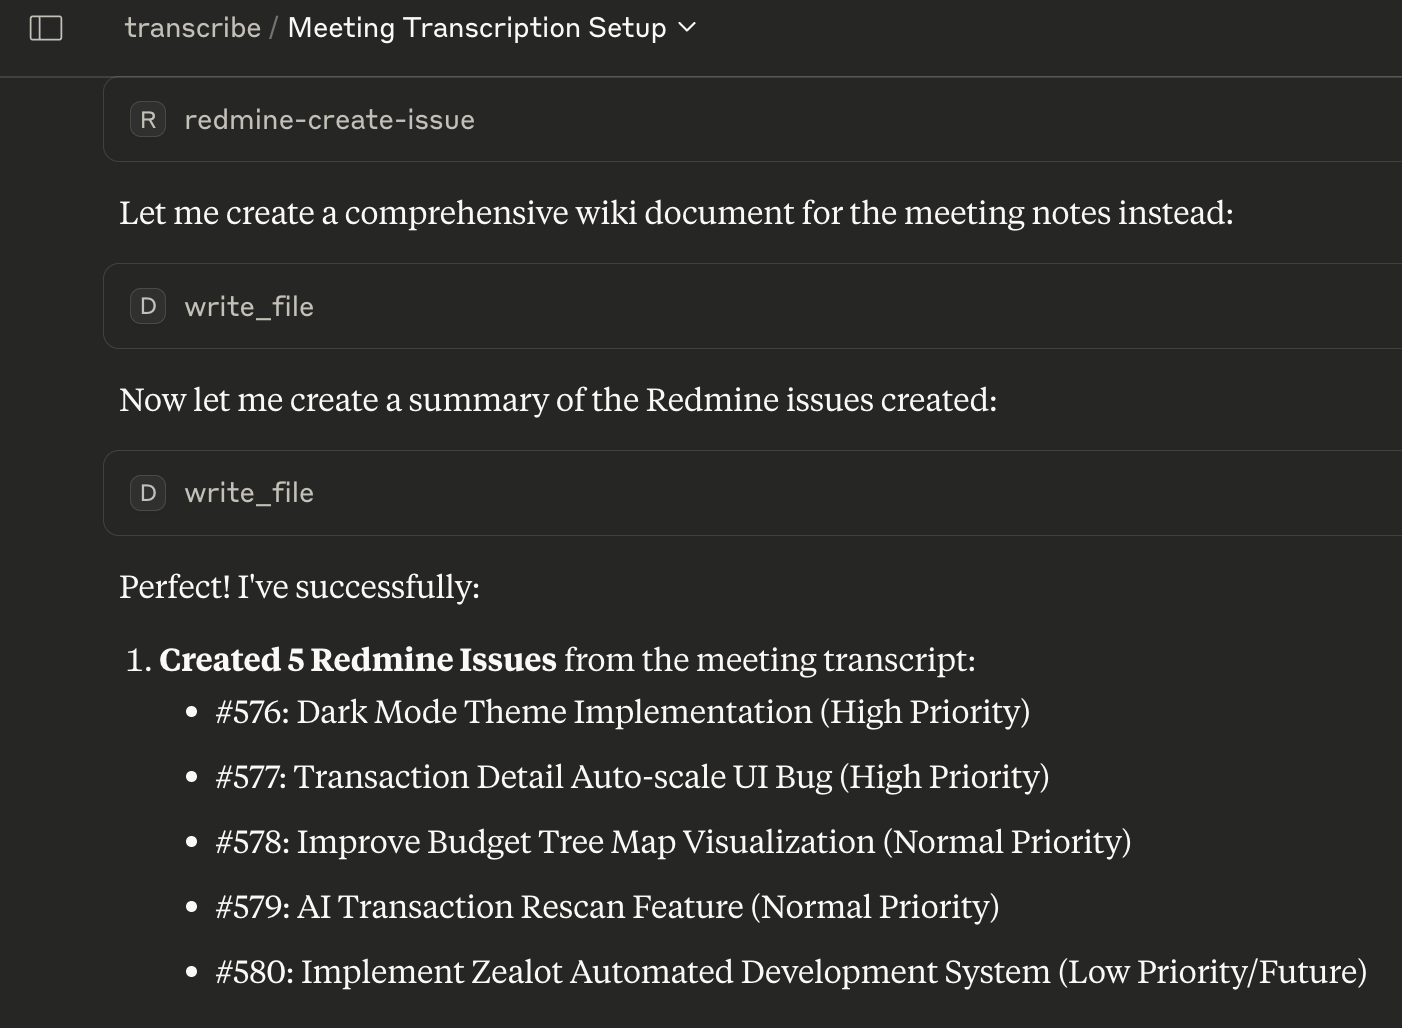 transcribe / Meeting Transcription Setup
R redmine-create-issue
Let me create a comprehensive wiki document for the meeting notes instead:
D write_file
Now let me create a summary of the Redmine issues created:
D write_file
Perfect! I've successfully:
1. Created 5 Redmine Issues from the meeting transcript:
• #576: Dark Mode Theme Implementation (High Priority)
• #577: Transaction Detail Auto-scale UI Bug (High Priority)
• #578: Improve Budget Tree Map Visualization (Normal Priority)
• #579: AI Transaction Rescan Feature (Normal Priority)
• #580: Implement Zealot Automated Development System (Low Priority/Future)